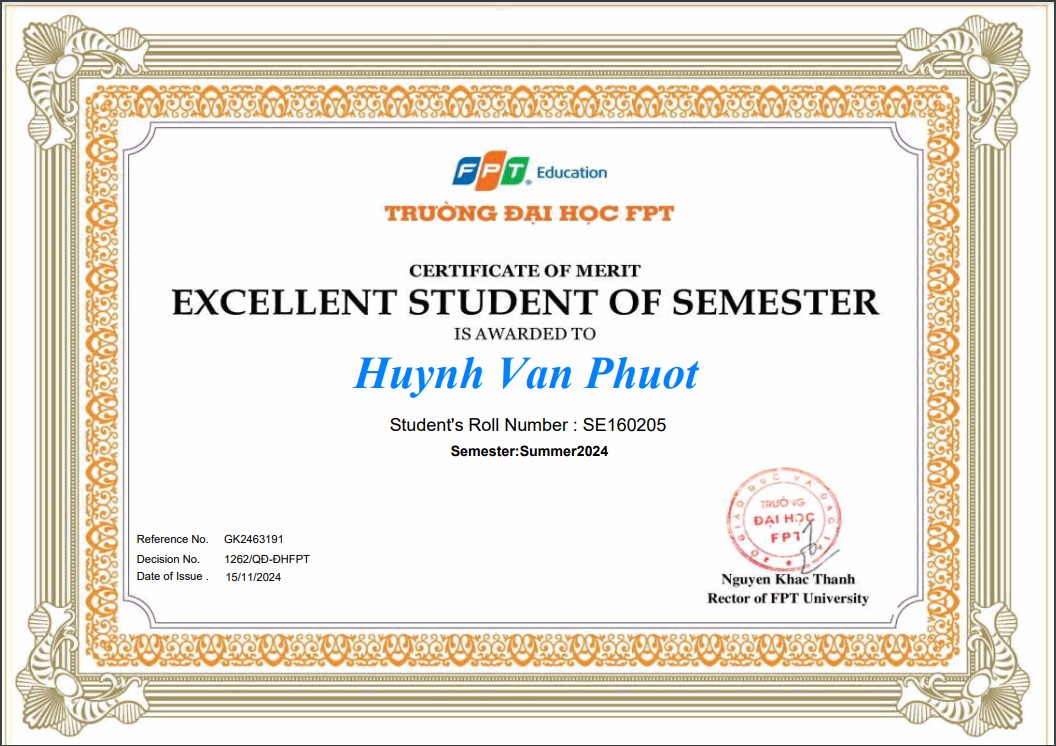 FPT Education
TRƯỜNG ĐẠI HỌC FPT
CERTIFICATE OF MERIT
EXCELLENT STUDENT OF SEMESTER
IS AWARDED TO
Huynh Van Phuot
Student's Roll Number : SE160205
Semester:Summer2024
Reference No. GK2463191
Decision No. 1262/QĐ-ĐHFPT
Date of Issue . 15/11/2024
BỘ GIÁO DỤC VÀ ĐÀO TẠO
TRƯỜNG
ĐẠI HỌC
FPT
Nguyen Khac Thanh
Rector of FPT University